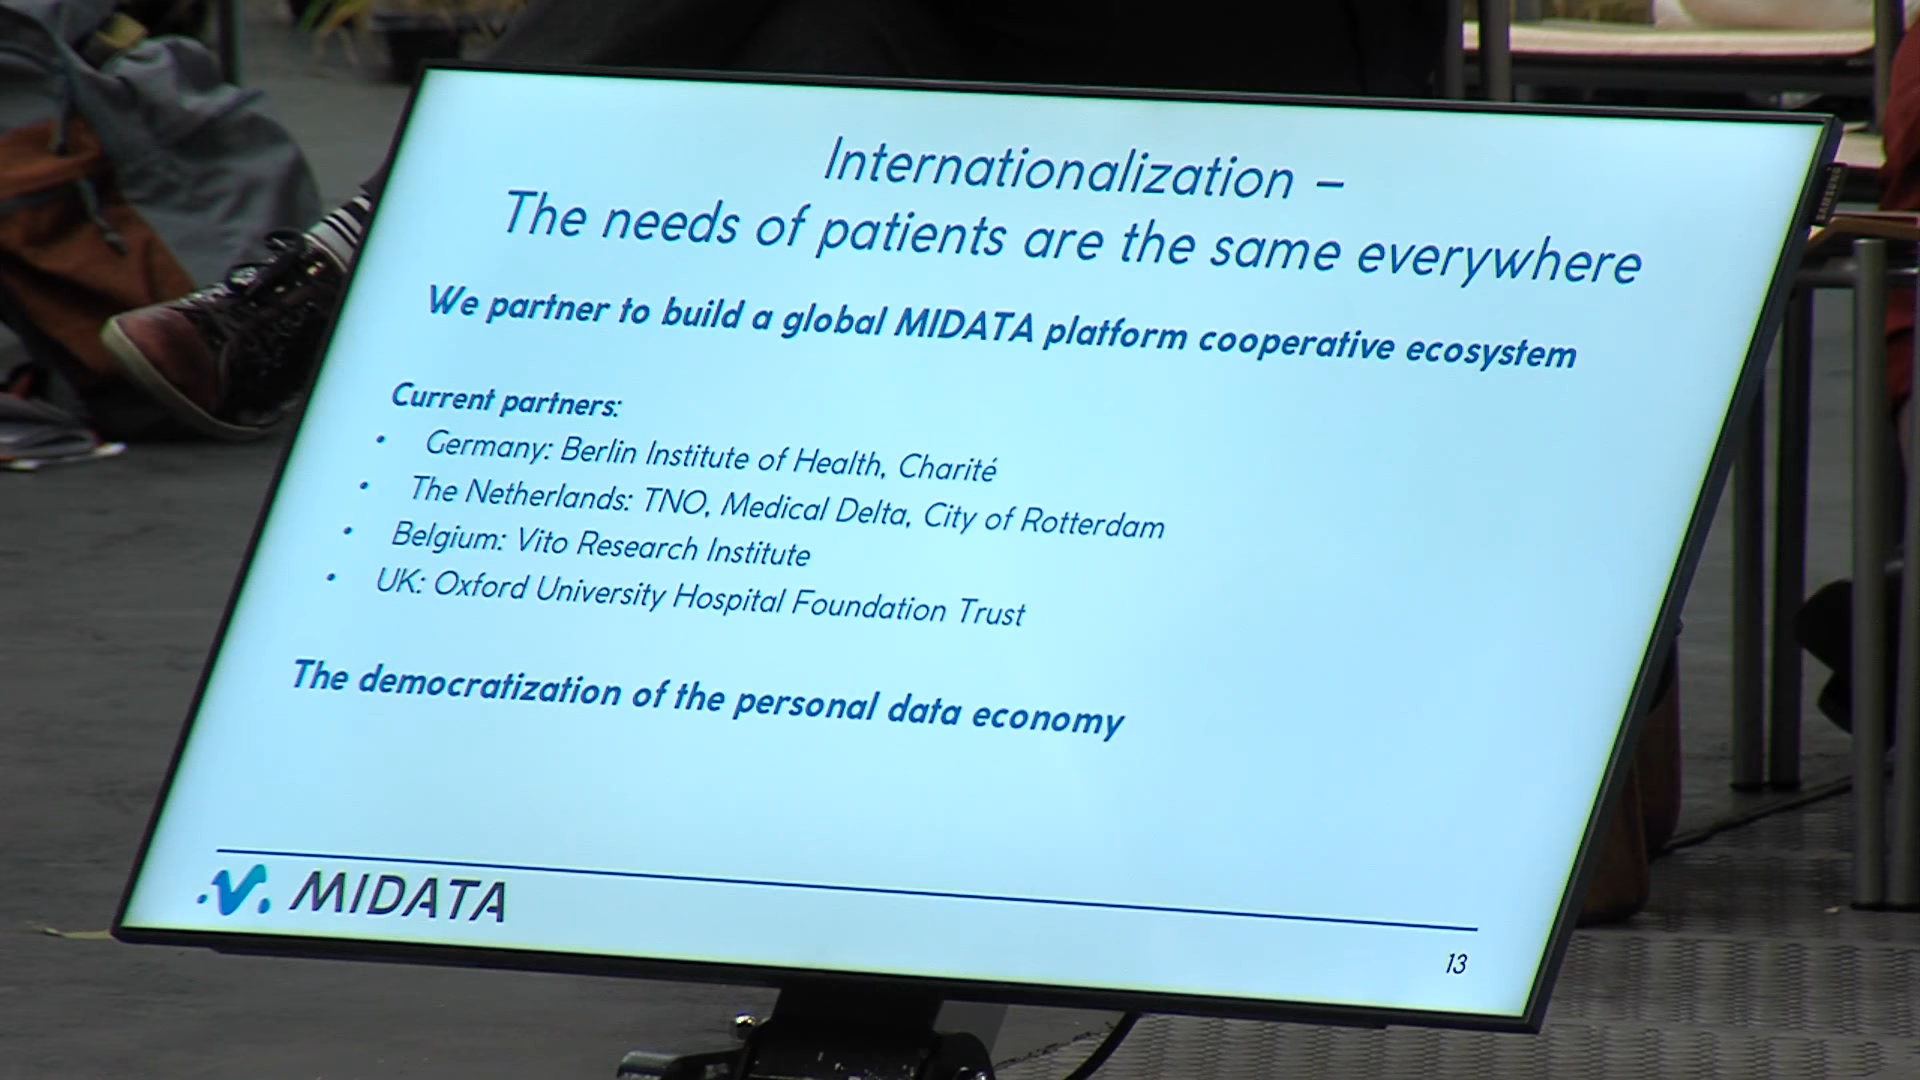 Internationalization –
The needs of patients are the same everywhere
We partner to build a global MIDATA platform cooperative ecosystem
Current partners:
• Germany: Berlin Institute of Health, Charité
• The Netherlands: TNO, Medical Delta, City of Rotterdam
• Belgium: Vito Research Institute
• UK: Oxford University Hospital Foundation Trust
The democratization of the personal data economy
MIDATA
13
SAMSUNG